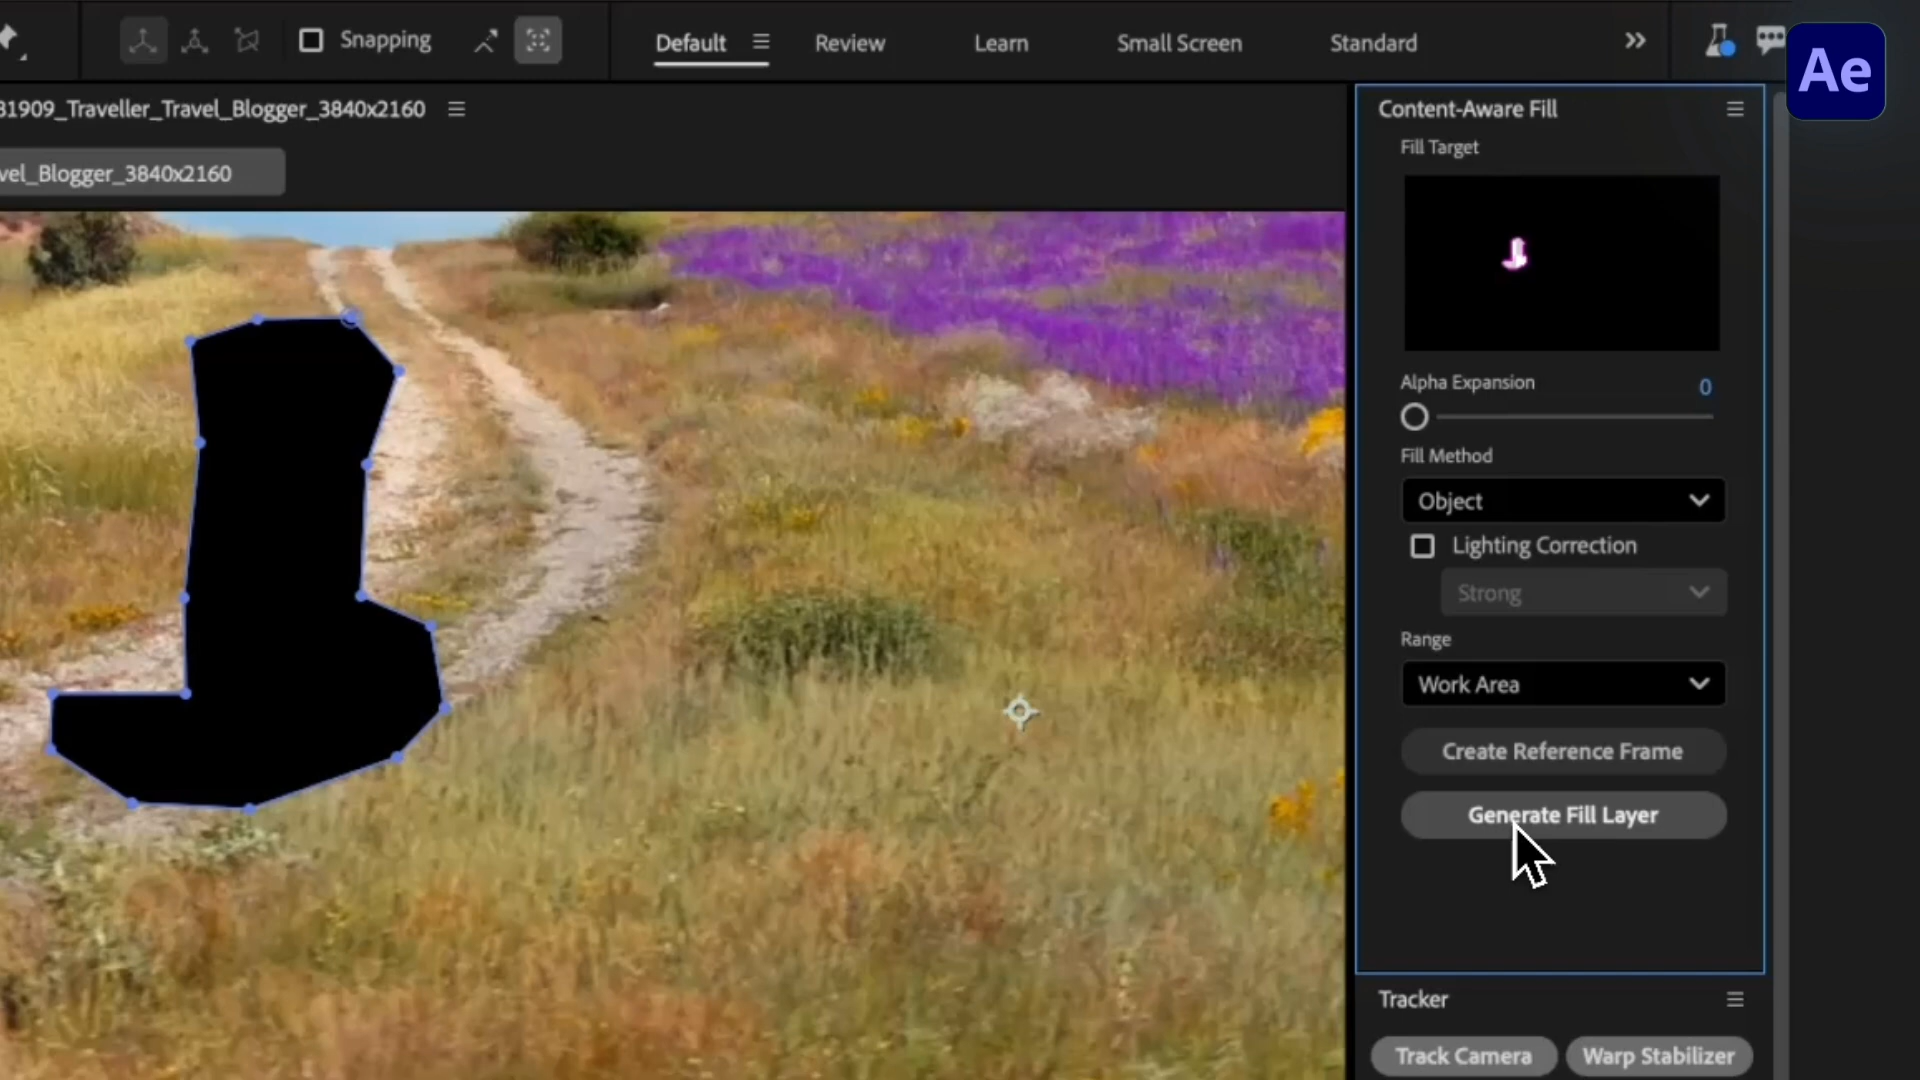 Snapping
Default
Review
Learn
Small Screen
Standard
Ae
31909_Traveller_Travel_Blogger_3840x2160
vel_Blogger_3840x2160
Content-Aware Fill
Fill Target
Alpha Expansion
0
Fill Method
Object
Lighting Correction
Strong
Range
Work Area
Create Reference Frame
Generate Fill Layer
Tracker
Track Camera
Warp Stabilizer